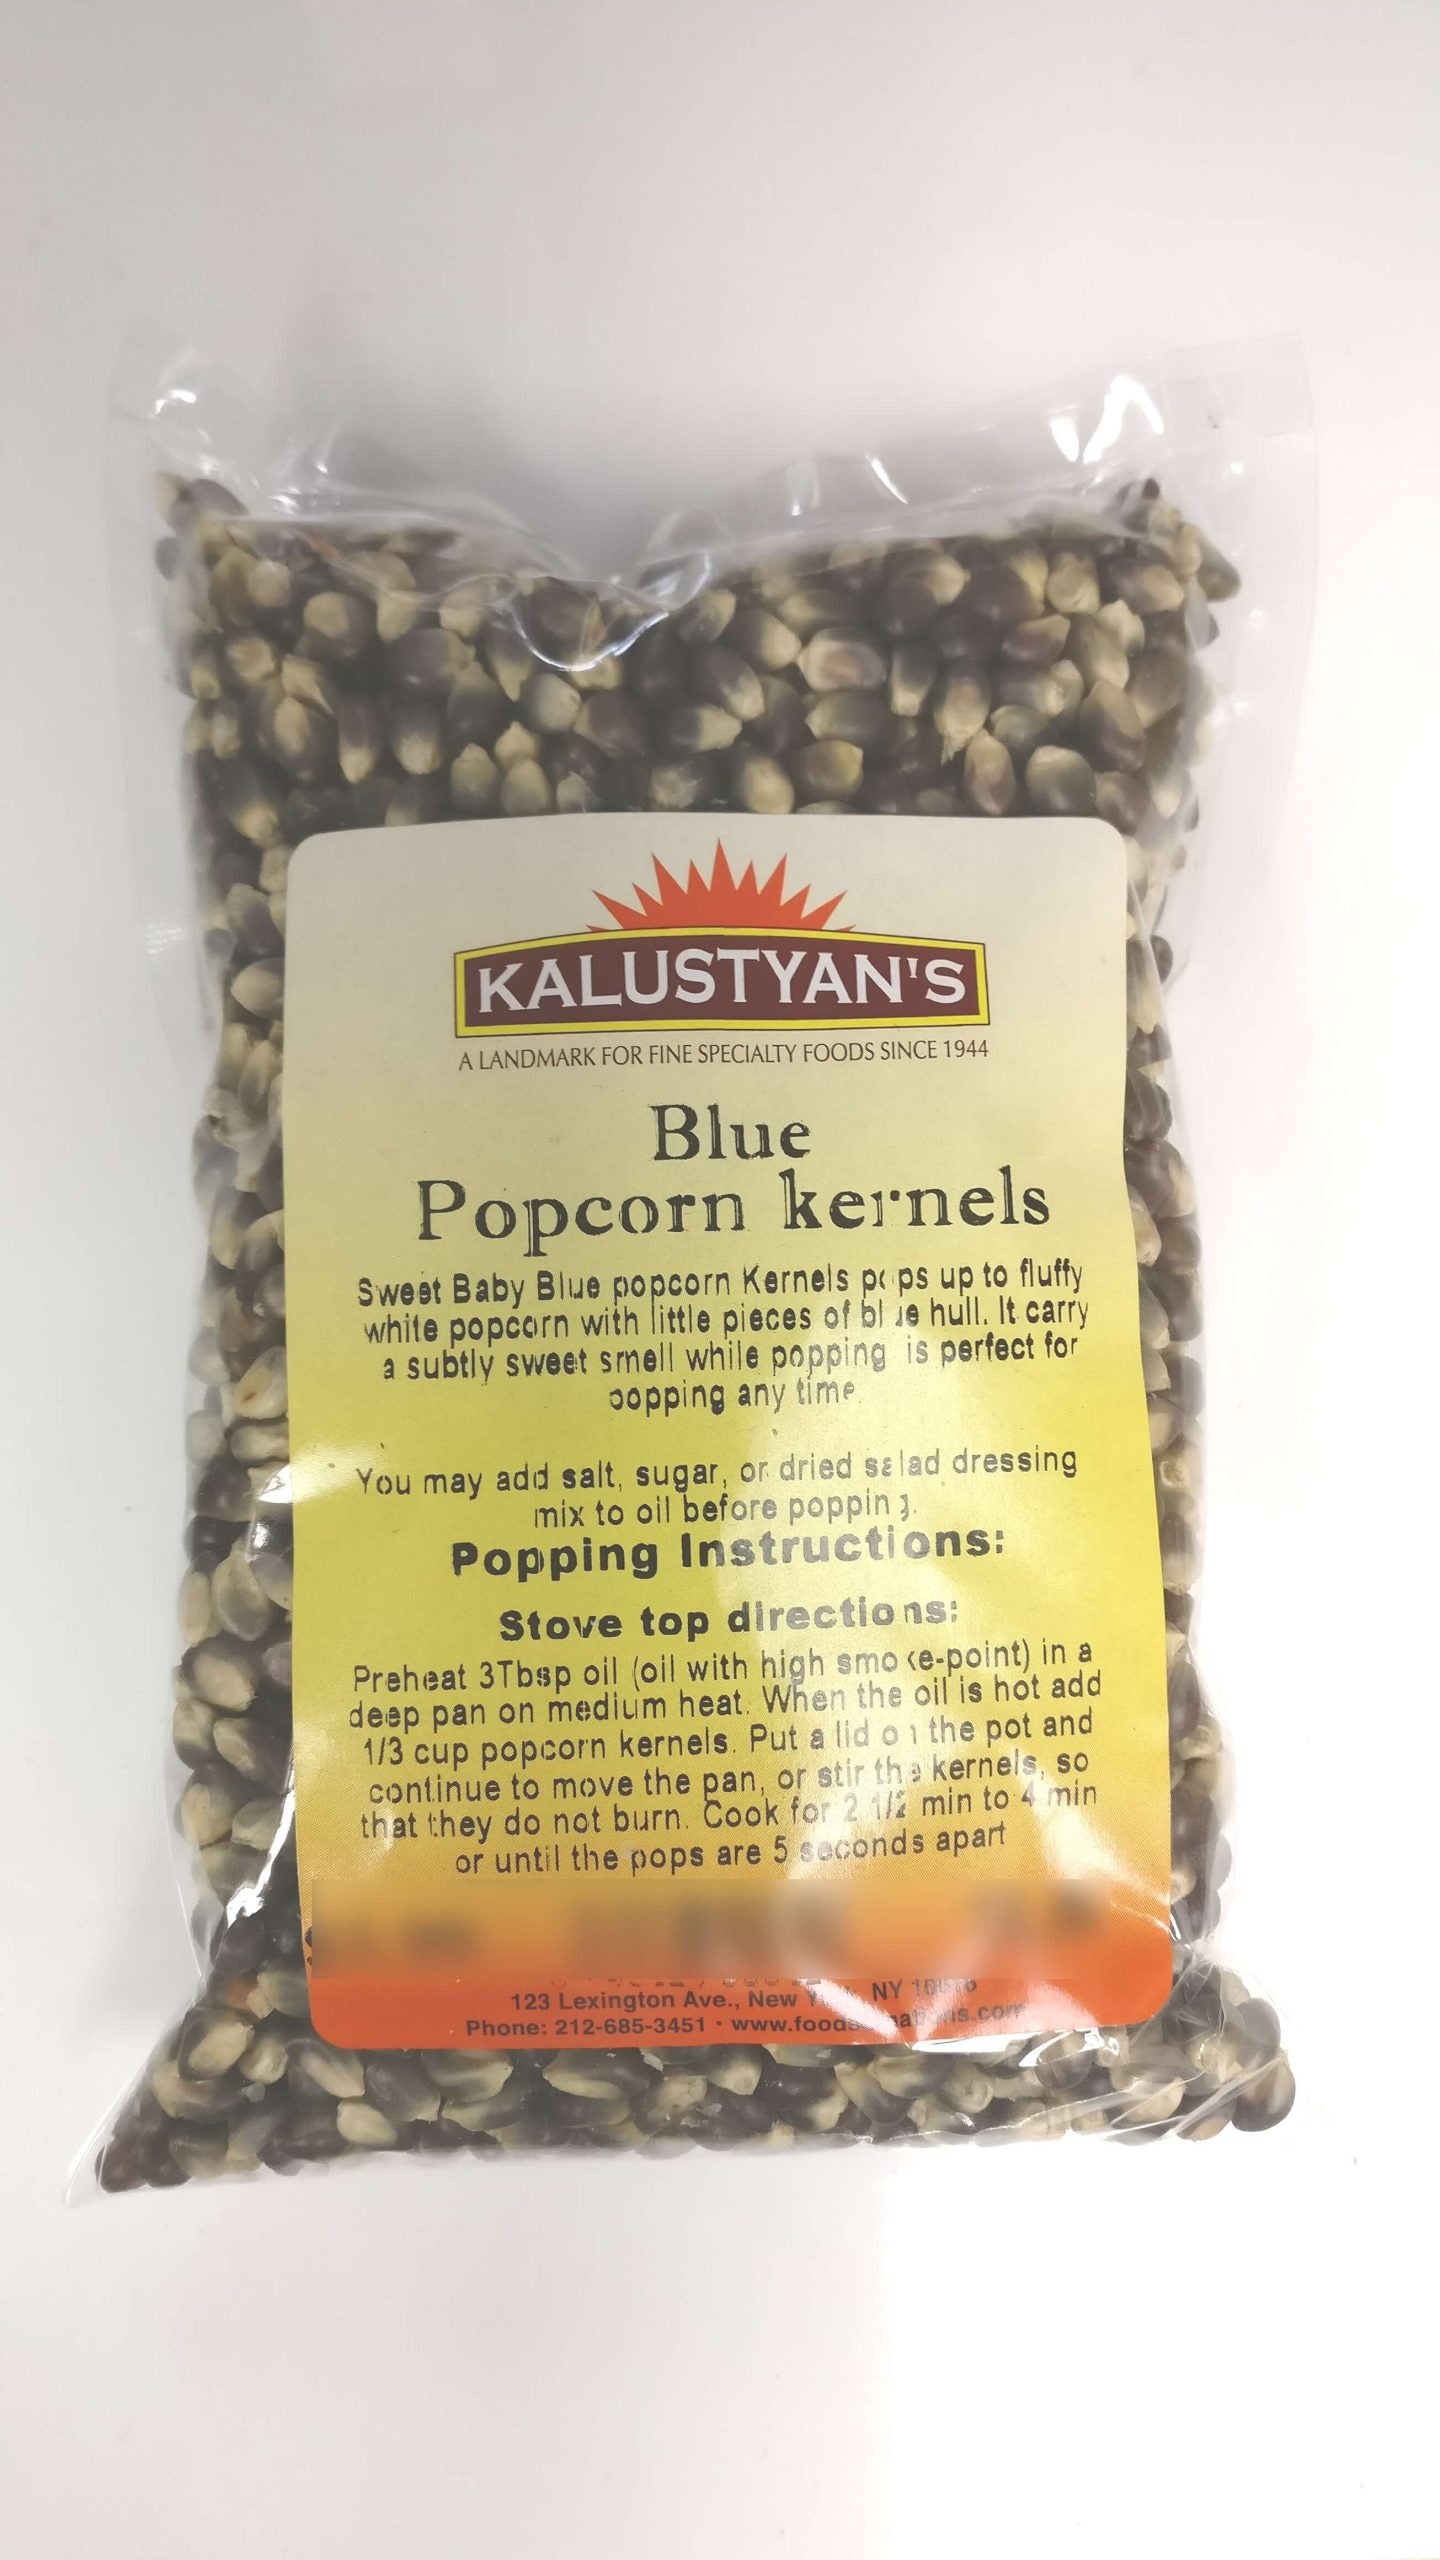 KALUSTYAN'S
A LANDMARK FOR FINE SPECIALTY FOODS SINCE 1944
Blue
Popcorn kernels
Sweet Baby Blue popcorn Kernels pops up to fluffy
white popcorn with little pieces of blue hull. It carry
a subtly sweet smell while popping is perfect for
popping any time
You may add salt, sugar, or dried salad dressing
mix to oil before popping.
Popping Instructions:
Stove top directions:
Preheat 3Tbsp oil (oil with high smoke-point) in a
deep pan on medium heat. When the oil is hot add
1/3 cup popcorn kernels. Put a lid on the pot and
continue to move the pan, or stir the kernels, so
that they do not burn. Cook for 2 1/2 min to 4 min
or until the pops are 5 seconds apart
123 Lexington Ave., New York, NY
Phone: 212-685-3451 •